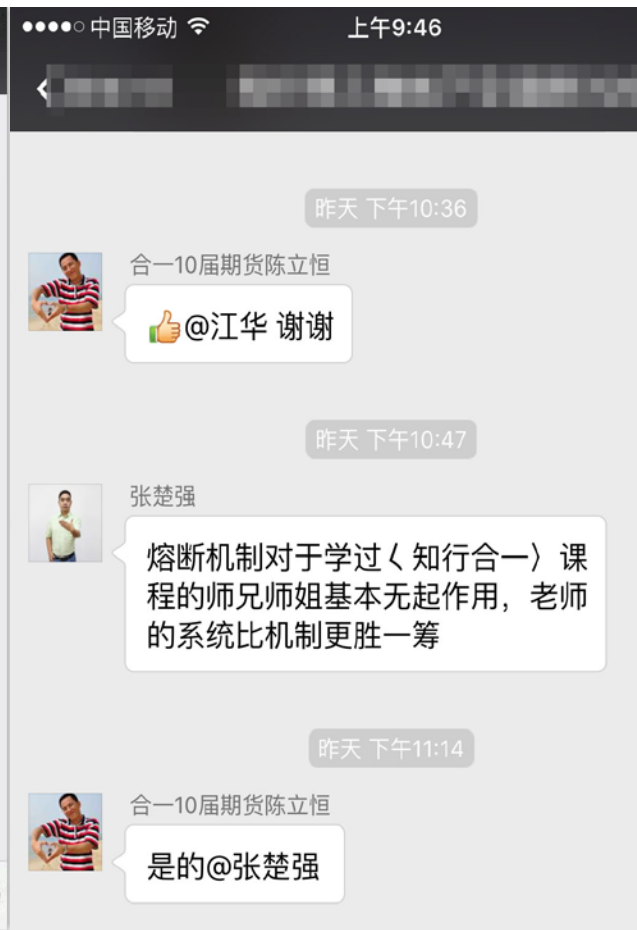 中国移动 上午9:46
昨天 下午10:36
合一10届期货陈立恒
👍@江华 谢谢
昨天 下午10:47
张楚强
熔断机制对于学过〈知行合一〉课
程的师兄师姐基本无起作用，老师
的系统比机制更胜一筹
昨天 下午11:14
合一10届期货陈立恒
是的@张楚强